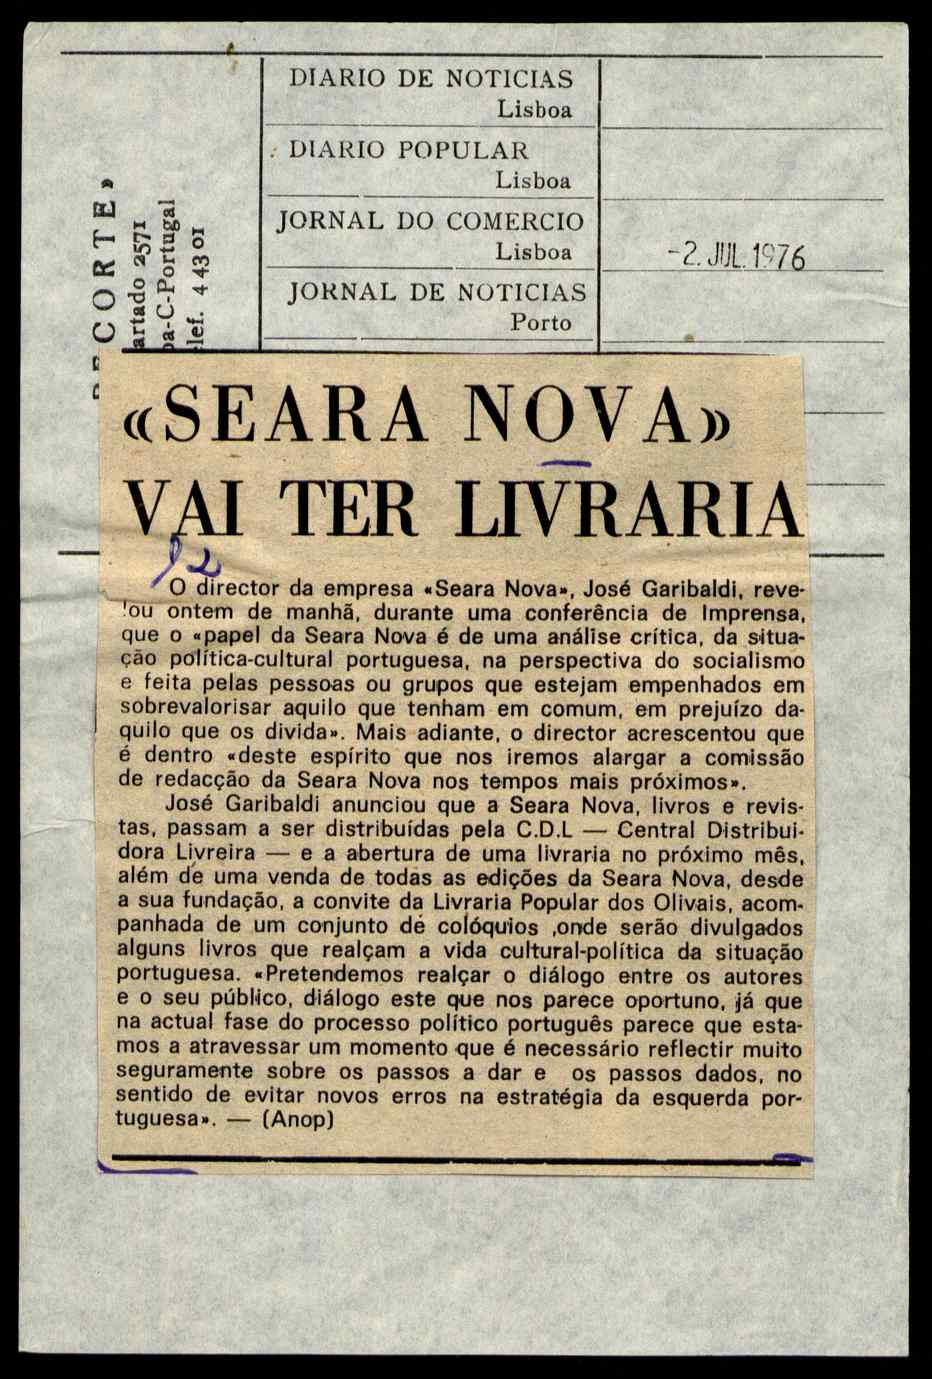 DIARIO DE NOTICIAS
Lisboa
DIARIO POPULAR
Lisboa
JORNAL DO COMERCIO
Lisboa
-2. JUL. 1976
JORNAL DE NOTICIAS
Porto
CORTE»
artado 2571
a-C-Portugal
lef. 4 43 01
«SEARA NOVA»
VAI TER LIVRARIA
O director da empresa «Seara Nova», José Garibaldi, reve-
lou ontem de manhã, durante uma conferência de Imprensa,
que o «papel da Seara Nova é de uma análise crítica, da situa-
ção política-cultural portuguesa, na perspectiva do socialismo
e feita pelas pessoas ou grupos que estejam empenhados em
sobrevalorisar aquilo que tenham em comum, em prejuízo da-
quilo que os divida». Mais adiante, o director acrescentou que
é dentro «deste espírito que nos iremos alargar a comissão
de redacção da Seara Nova nos tempos mais próximos».
José Garibaldi anunciou que a Seara Nova, livros e revis-
tas, passam a ser distribuídas pela C.D.L — Central Distribui-
dora Livreira — e a abertura de uma livraria no próximo mês,
além de uma venda de todas as edições da Seara Nova, desde
a sua fundação, a convite da Livraria Popular dos Olivais, acom-
panhada de um conjunto de colóquios ,onde serão divulgados
alguns livros que realçam a vida cultural-política da situação
portuguesa. «Pretendemos realçar o diálogo entre os autores
e o seu público, diálogo este que nos parece oportuno, já que
na actual fase do processo político português parece que esta-
mos a atravessar um momento que é necessário reflectir muito
seguramente sobre os passos a dar e os passos dados, no
sentido de evitar novos erros na estratégia da esquerda por-
tuguesa». — (Anop)